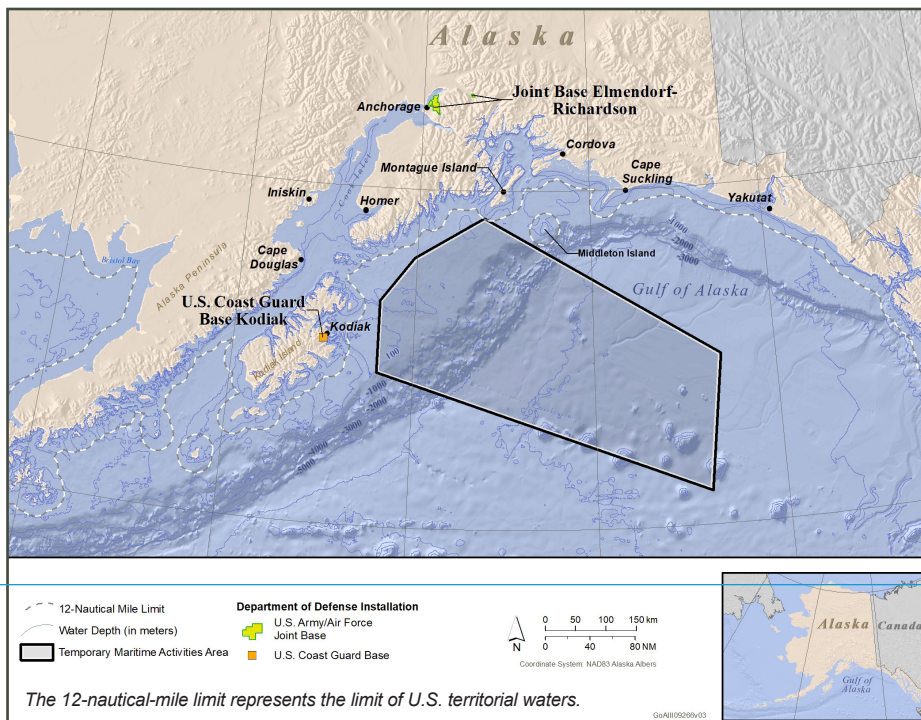 Alaska
Joint Base Elmendorf-
Richardson
Anchorage
Cordova
Montague Island
Cape
Suckling
Cook Inlet
Iniskin
Homer
Yakutat
1000
-2000
-3000
Middleton Island
Cape
Douglas
Bristol Bay
Alaska Peninsula
Gulf of Alaska
U.S. Coast Guard
Base Kodiak
Kodiak
Kodiak Island
100
-1000
-2000
-3000
-4000
-5000
12-Nautical Mile Limit
Water Depth (in meters)
Temporary Maritime Activities Area
Department of Defense Installation
U.S. Army/Air Force
Joint Base
U.S. Coast Guard Base
N
0 50 100 150 km
0 40 80 NM
Coordinate System: NAD83 Alaska Albers
Alaska
Canada
Gulf of
Alaska
The 12-nautical-mile limit represents the limit of U.S. territorial waters.
GoAIII09266v03